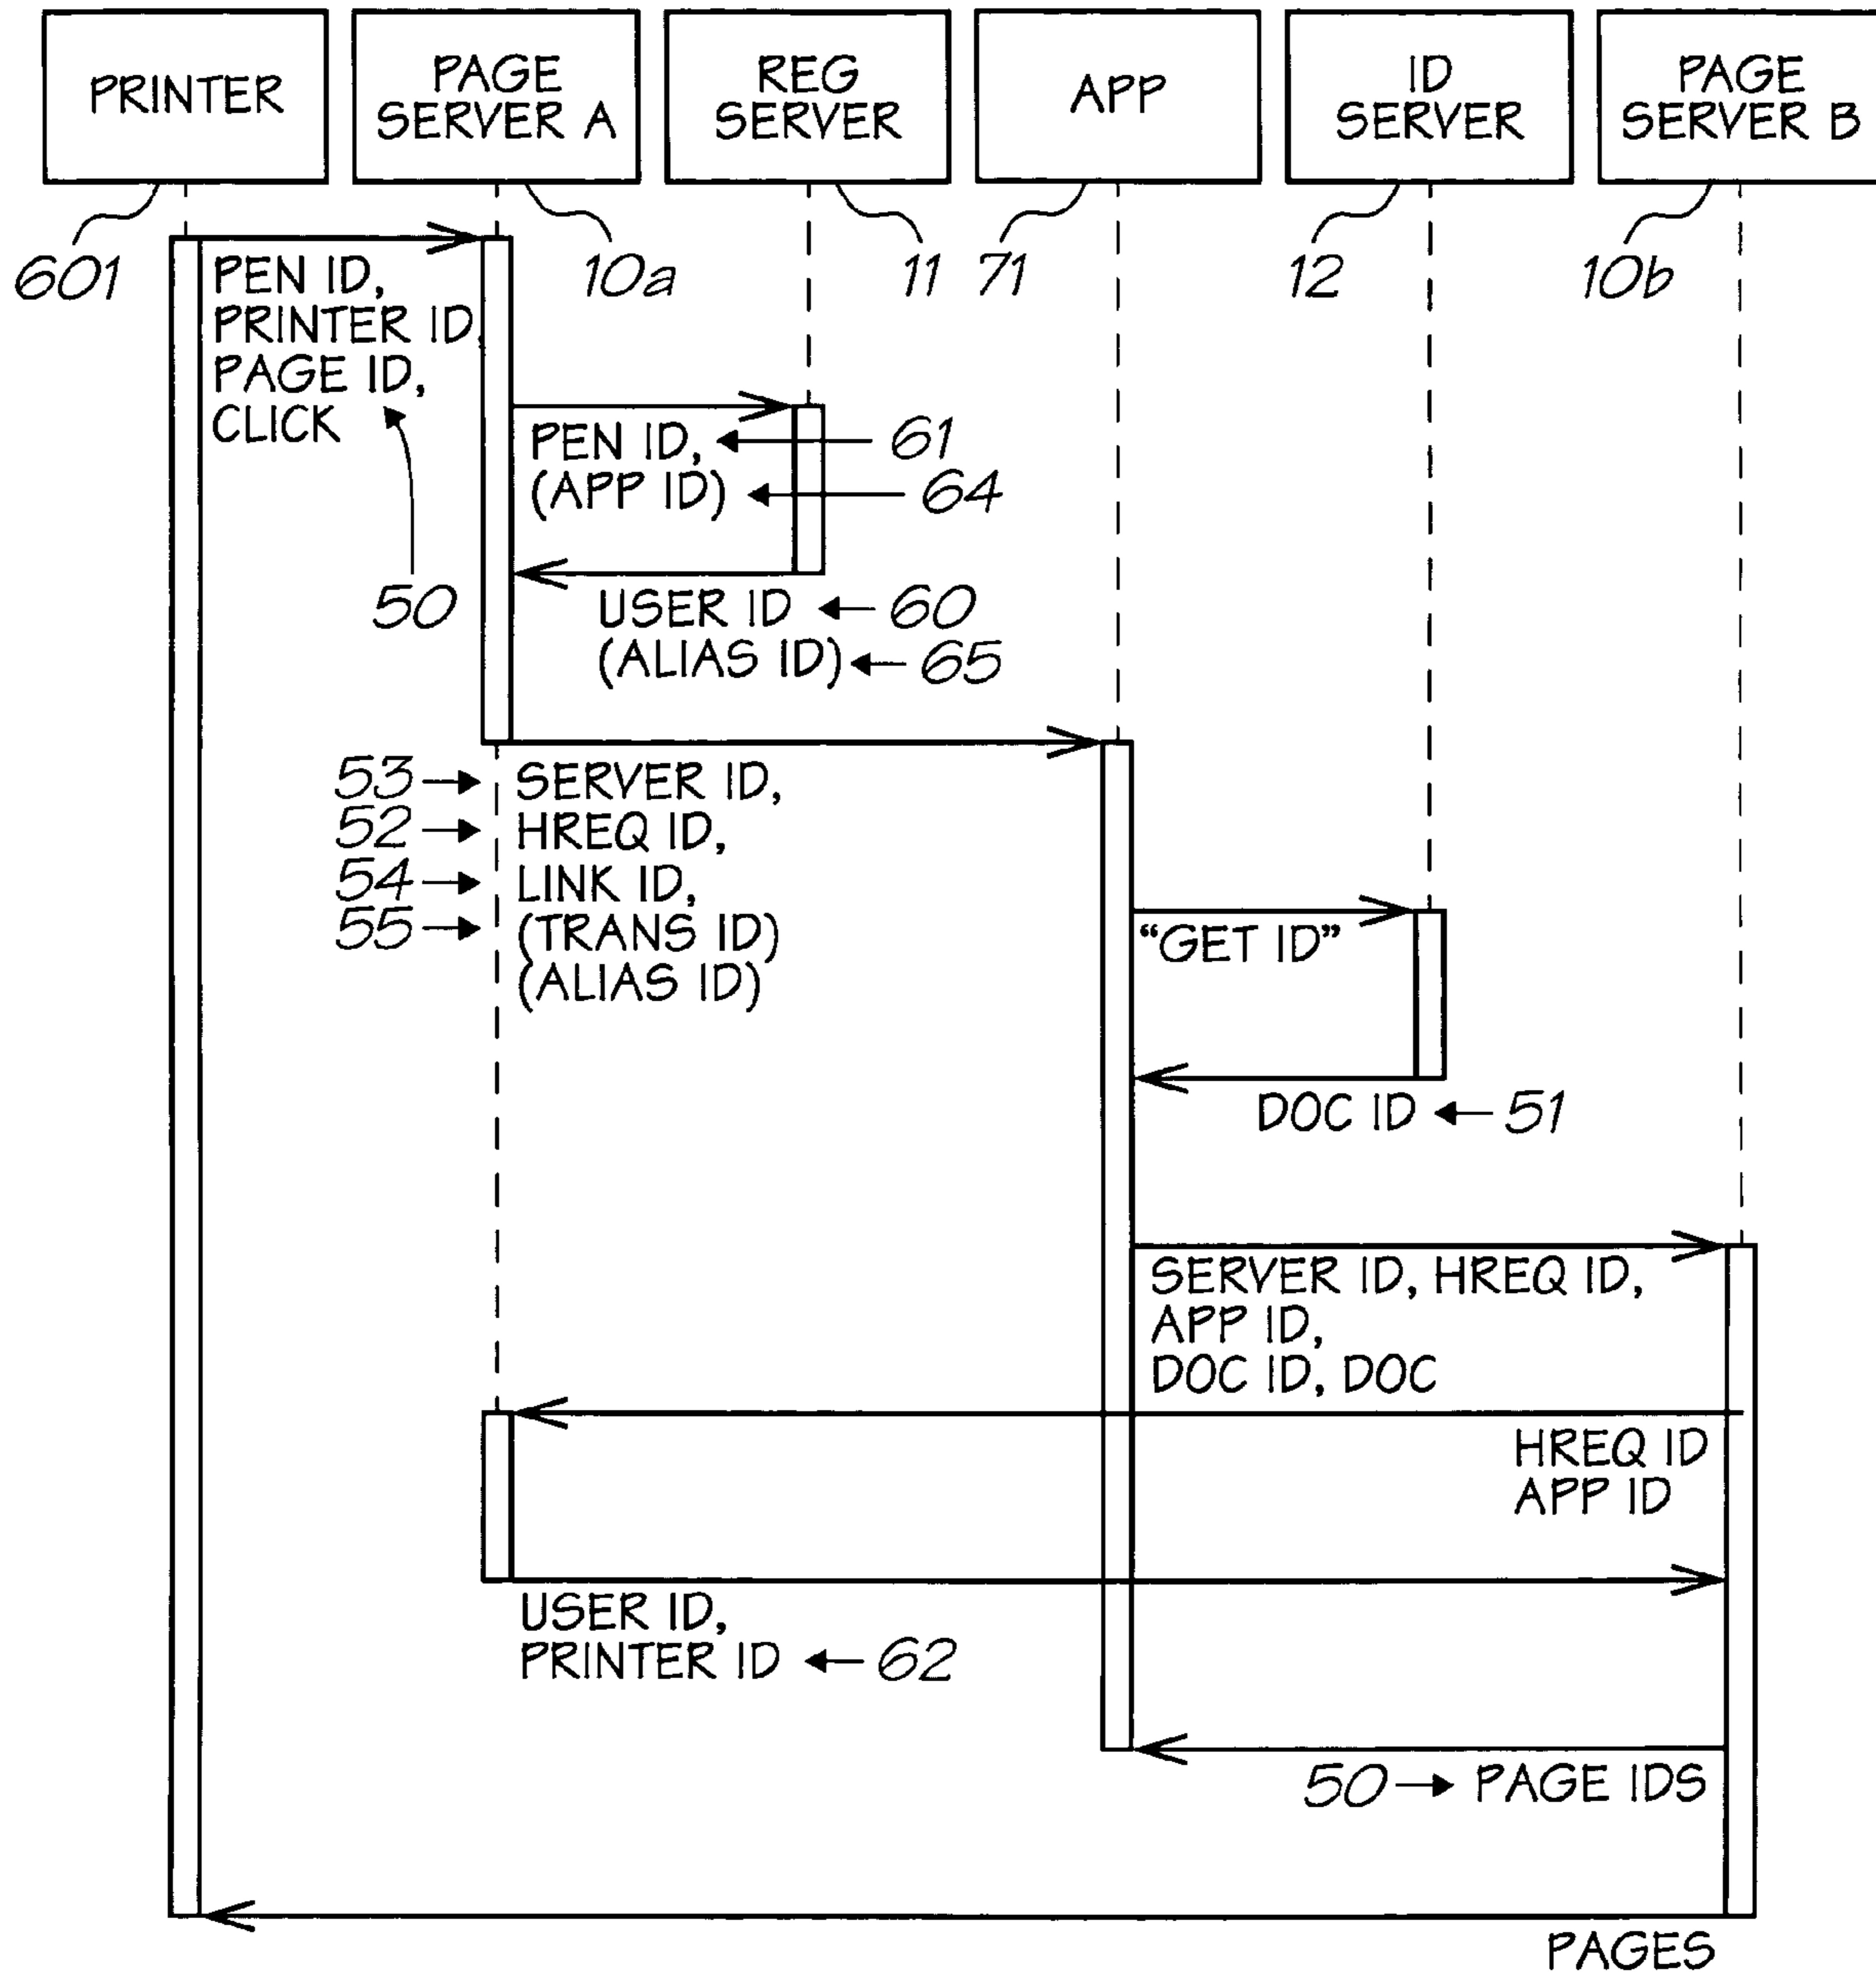 PRINTER
PAGE
SERVER A
REG
SERVER
APP
ID
SERVER
PAGE
SERVER B
601
10a
11
71
12
10b
PEN ID,
PRINTER ID
PAGE ID,
CLICK
50
PEN ID,
61
(APP ID)
64
USER ID
60
(ALIAS ID)
65
53
SERVER ID,
52
HREQ ID,
54
LINK ID,
55
(TRANS ID)
(ALIAS ID)
“GET ID”
DOC ID
51
SERVER ID, HREQ ID,
APP ID,
DOC ID, DOC
HREQ ID
APP ID
USER ID,
PRINTER ID
62
50
PAGE IDS
PAGES